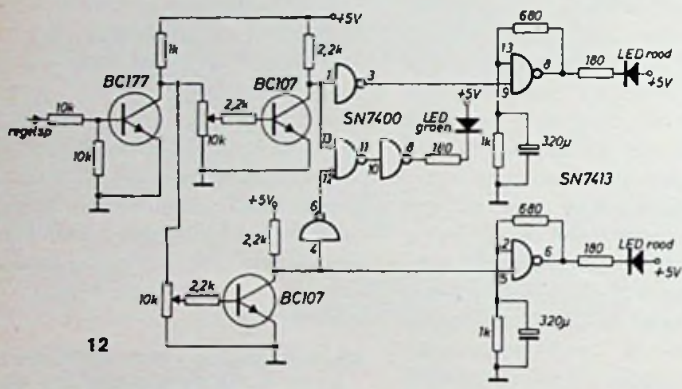 +5V
1k
2,2k
680
BC177
BC107
10k
regelsp
10k
10k
2,2k
1
3
SN7400
13
12
11
10
8
180
LED
groen
+5V
13
9
8
180
LED rood
+5V
1k
320µ
SN7413
6
4
+5V
2,2k
10k
2,2k
BC107
680
2
5
6
180
LED rood
+5V
1k
320µ
12